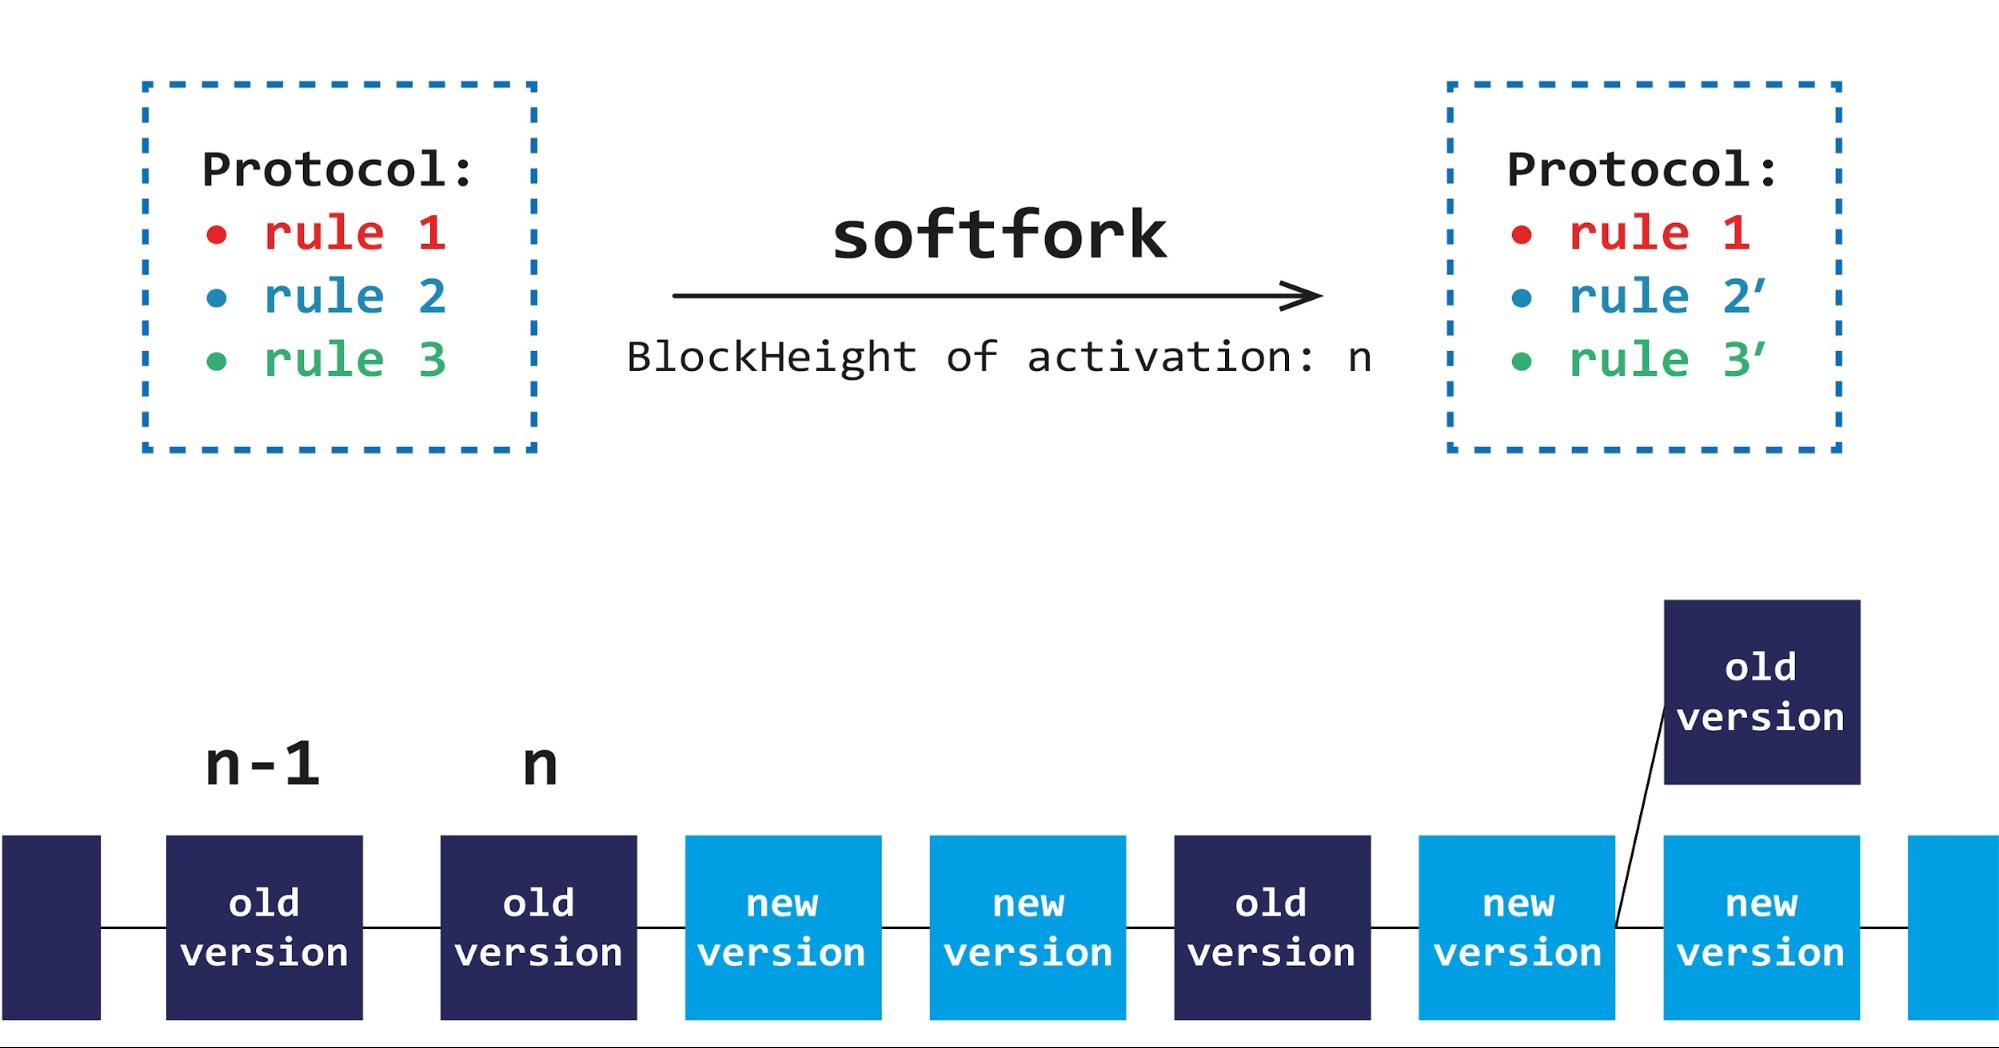 Protocol:
• rule 1
• rule 2
• rule 3
softfork
BlockHeight of activation: n
Protocol:
• rule 1
• rule 2’
• rule 3’
n-1
n
old
version
old
version
new
version
new
version
old
version
new
version
old
version
new
version